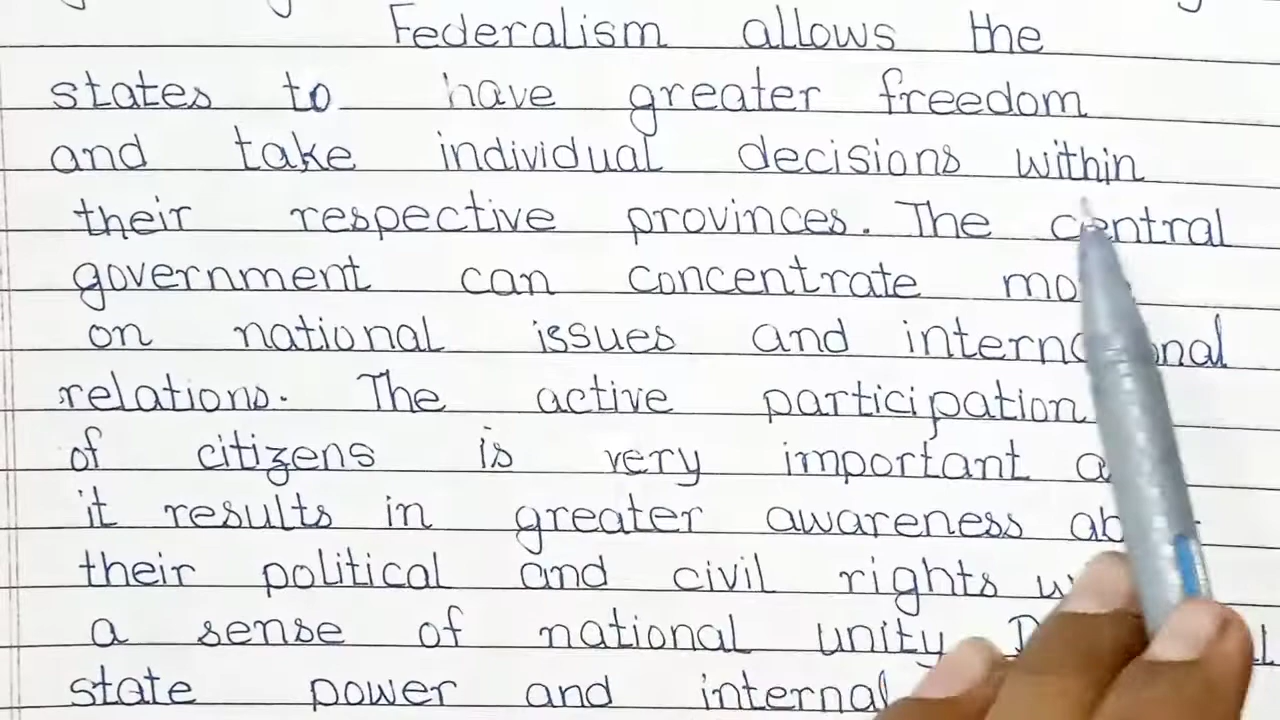 Federalism allows the
states to have greater freedom
and take individual decisions within
their respective provinces. The central
government can concentrate
on national issues and
relations. The active participation
of citizens is very important
it results in greater awareness
their political and civil rights
a sense of national unity
state power and internal